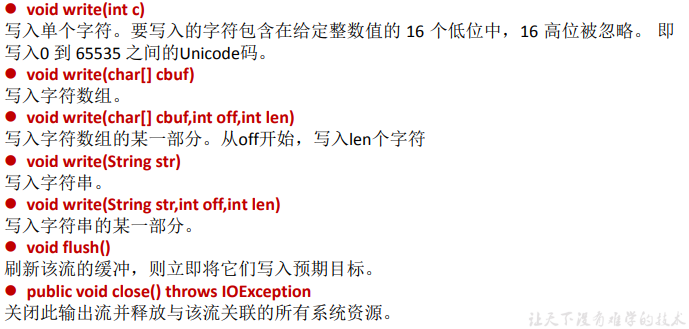 ● void write(int c)
写入单个字符。要写入的字符包含在给定整数值的 16 个低位中，16 高位被忽略。 即
写入0 到 65535 之间的Unicode码。
● void write(char[] cbuf)
写入字符数组。
● void write(char[] cbuf,int off,int len)
写入字符数组的某一部分。从off开始，写入len个字符
● void write(String str)
写入字符串。
● void write(String str,int off,int len)
写入字符串的某一部分。
● void flush()
刷新该流的缓冲，则立即将它们写入预期目标。
● public void close() throws IOException
关闭此输出流并释放与该流关联的所有系统资源。
让天下没有难学的技术